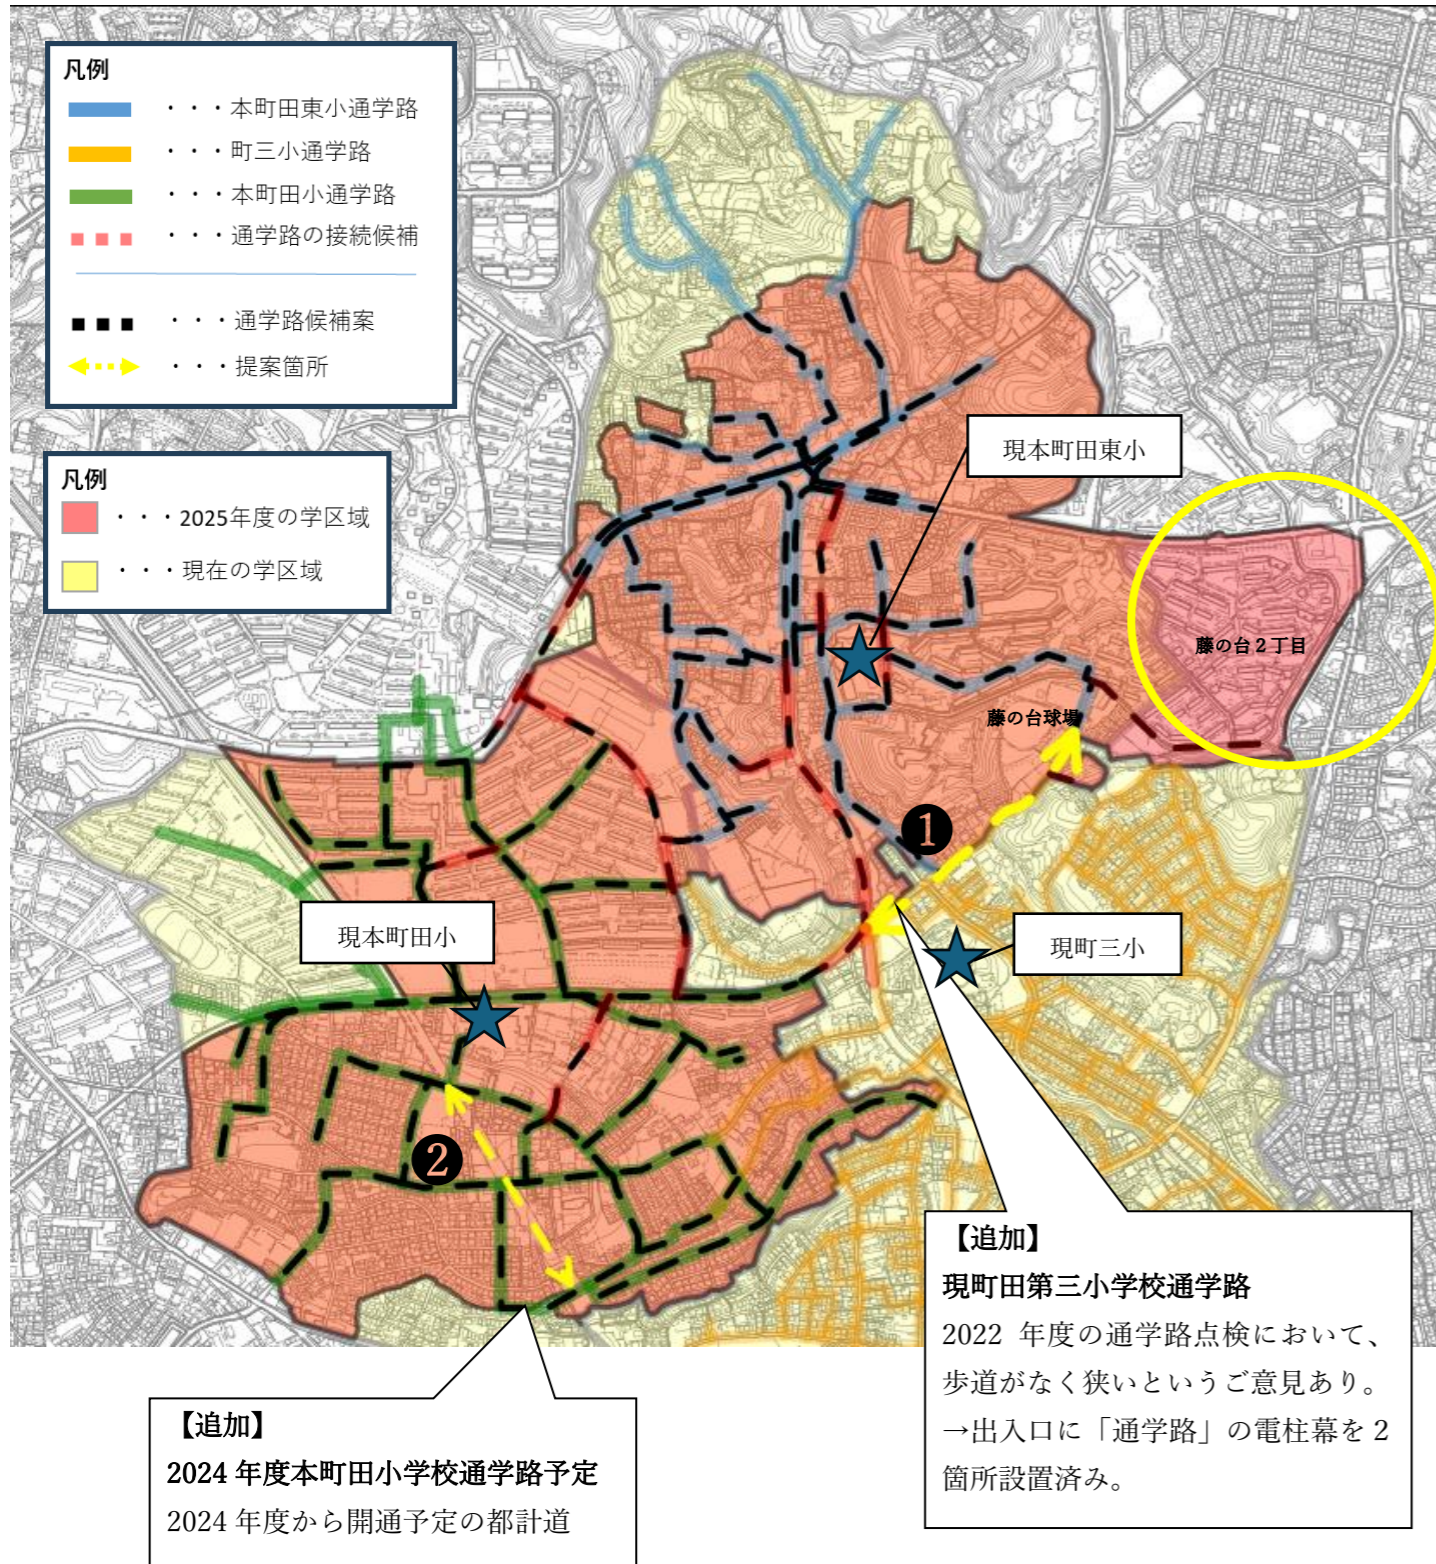 凡例
・・・本町田東小通学路
・・・町三小通学路
・・・本町田小通学路
・・・通学路の接続候補
・・・通学路候補案
・・・提案箇所
凡例
・・・2025年度の学区域
・・・現在の学区域
現本町田東小
藤の台2丁目
藤の台球場
❶
現本町田小
現町三小
❷
【追加】
現町田第三小学校通学路
2022 年度の通学路点検において、
歩道がなく狭いというご意見あり。
→出入口に「通学路」の電柱幕を2
箇所設置済み。
【追加】
2024 年度本町田小学校通学路予定
2024 年度から開通予定の都計道